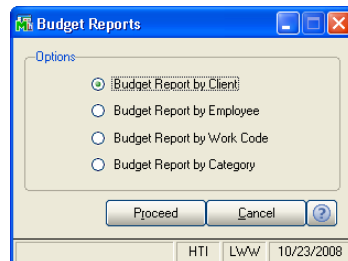 Budget Reports
Options
Budget Report by Client
Budget Report by Employee
Budget Report by Work Code
Budget Report by Category
Proceed Cancel ?
HTI LWW 10/23/2008